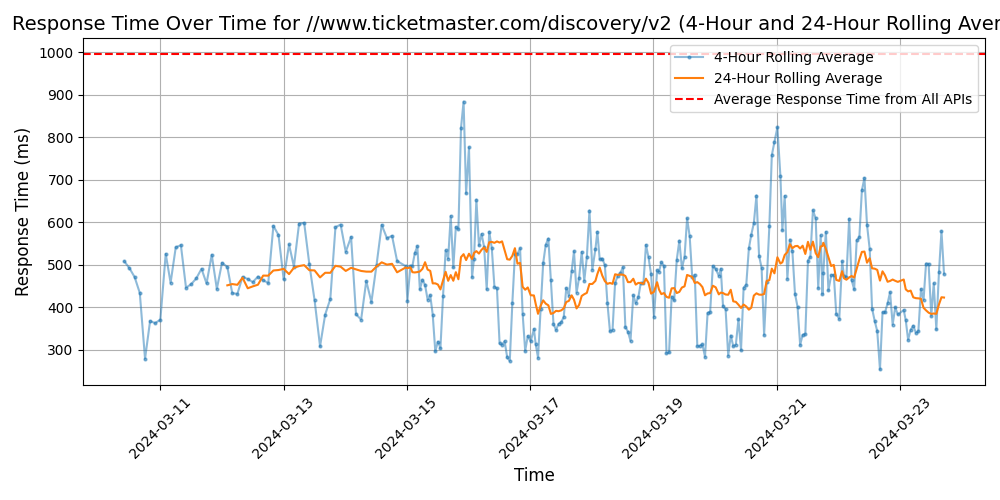 Response Time Over Time for //www.ticketmaster.com/discovery/v2 (4-Hour and 24-Hour Rolling Aver
4-Hour Rolling Average
24-Hour Rolling Average
Average Response Time from All APIs
Response Time (ms)
1000
900
800
700
600
500
400
300
2024-03-11
2024-03-13
2024-03-15
2024-03-17
2024-03-19
2024-03-21
2024-03-23
Time